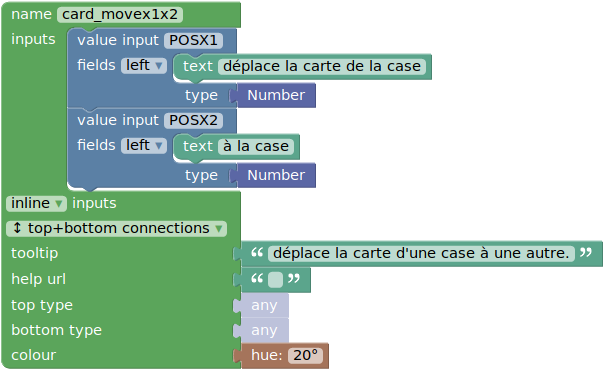 name card_movex1x2
inputs value input POSX1
fields left ▾ text déplace la carte de la case
type Number
value input POSX2
fields left ▾ text à la case
type Number
inline ▾ inputs
↕ top+bottom connections ▾
tooltip “ déplace la carte d'une case à une autre. ”
help url “ ”
top type any
bottom type any
colour hue: 20°